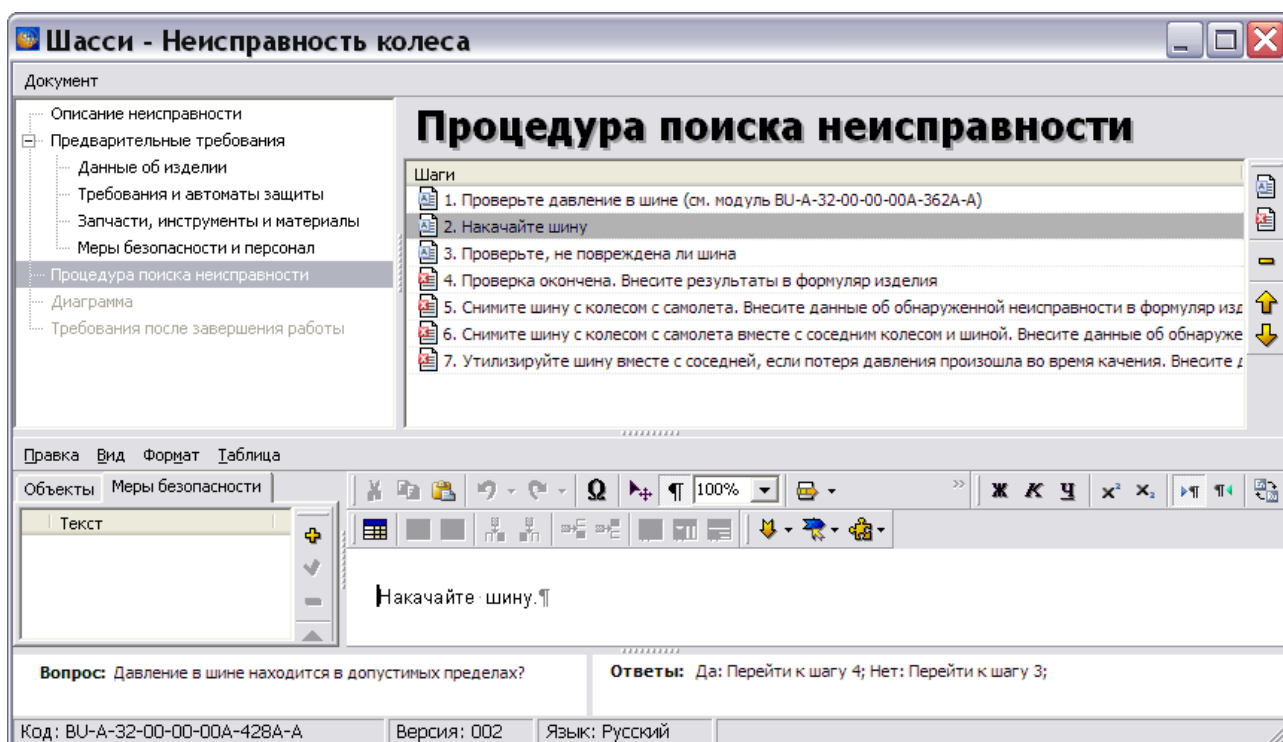 Шасси - Неисправность колеса
Документ
Описание неисправности
Предварительные требования
Данные об изделии
Требования и автоматы защиты
Запчасти, инструменты и материалы
Меры безопасности и персонал
Процедура поиска неисправности
Диаграмма
Требования после завершения работы
Процедура поиска неисправности
Шаги
1. Проверьте давление в шине (см. модуль BU-A-32-00-00-00A-362A-A)
2. Накачайте шину
3. Проверьте, не повреждена ли шина
4. Проверка окончена. Внесите результаты в формуляр изделия
5. Снимите шину с колесом с самолета. Внесите данные об обнаруженной неисправности в формуляр изд
6. Снимите шину с колесом с самолета вместе с соседним колесом и шиной. Внесите данные об обнаруже
7. Утилизируйте шину вместе с соседней, если потеря давления произошла во время качения. Внесите д
Правка Вид Формат Таблица
Объекты Меры безопасности
Текст
Ω ¶ 100% » Ж К Ч x² x₂ ¶ ¶
Накачайте шину.¶
Вопрос: Давление в шине находится в допустимых пределах?
Ответы: Да: Перейти к шагу 4; Нет: Перейти к шагу 3;
Код: BU-A-32-00-00-00A-428A-A Версия: 002 Язык: Русский